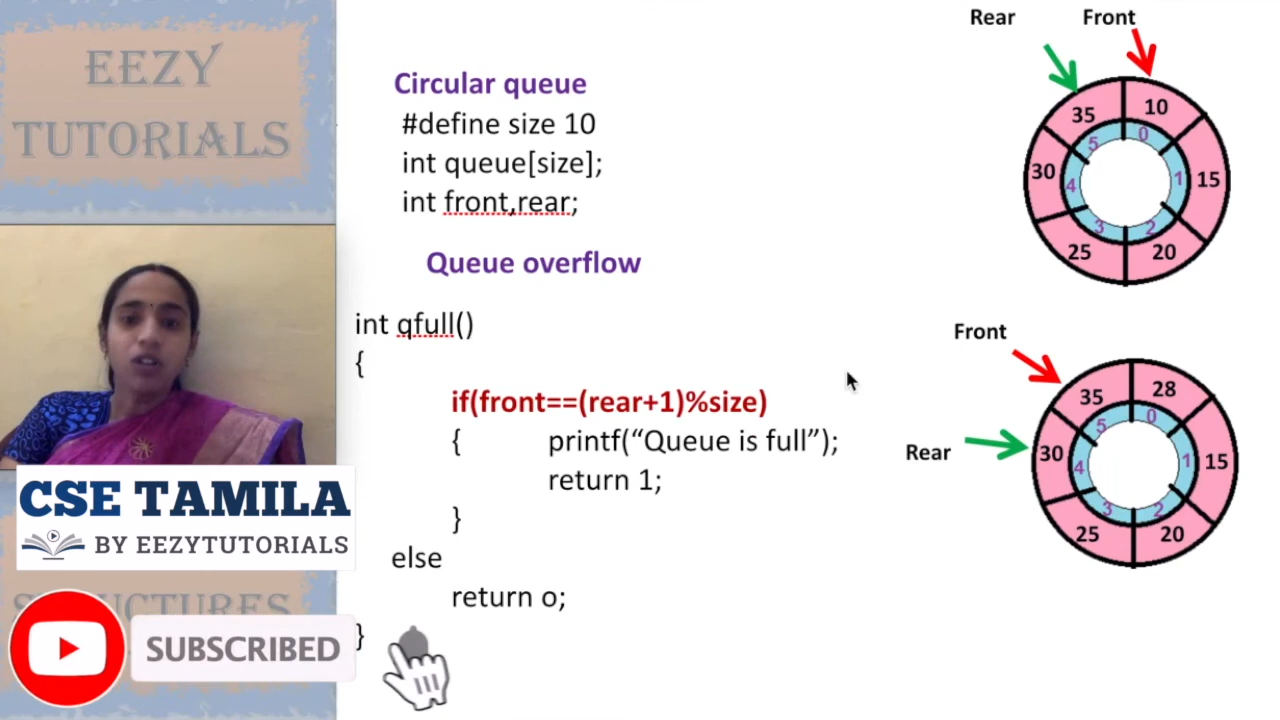 EEZY
TUTORIALS
Circular queue
#define size 10
int queue[size];
int front,rear;
Queue overflow
int qfull()
{
if(front==(rear+1)%size)
{ printf(“Queue is full”);
return 1;
}
else
return o;
}
Rear Front
35 10
5 0
30 4 1 15
3 2
25 20
Front
35 28
5 0
Rear 30 4 1 15
3 2
25 20
CSE TAMILA
BY EEZYTUTORIALS
STRUCTURES
SUBSCRIBED